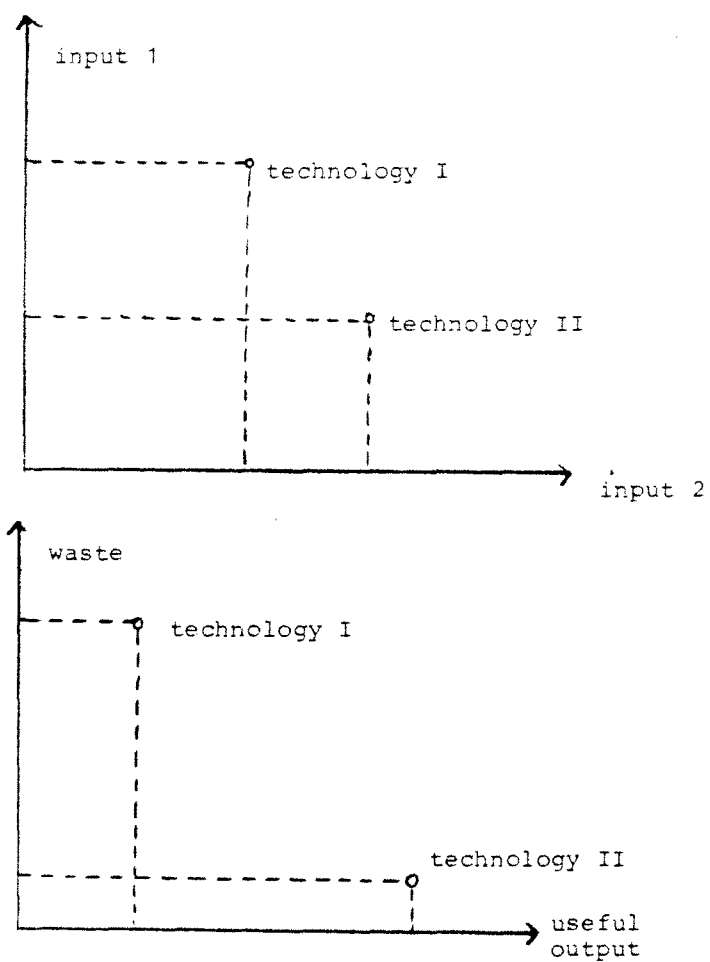 input 1
technology I
technology II
input 2
waste
technology I
technology II
useful
output